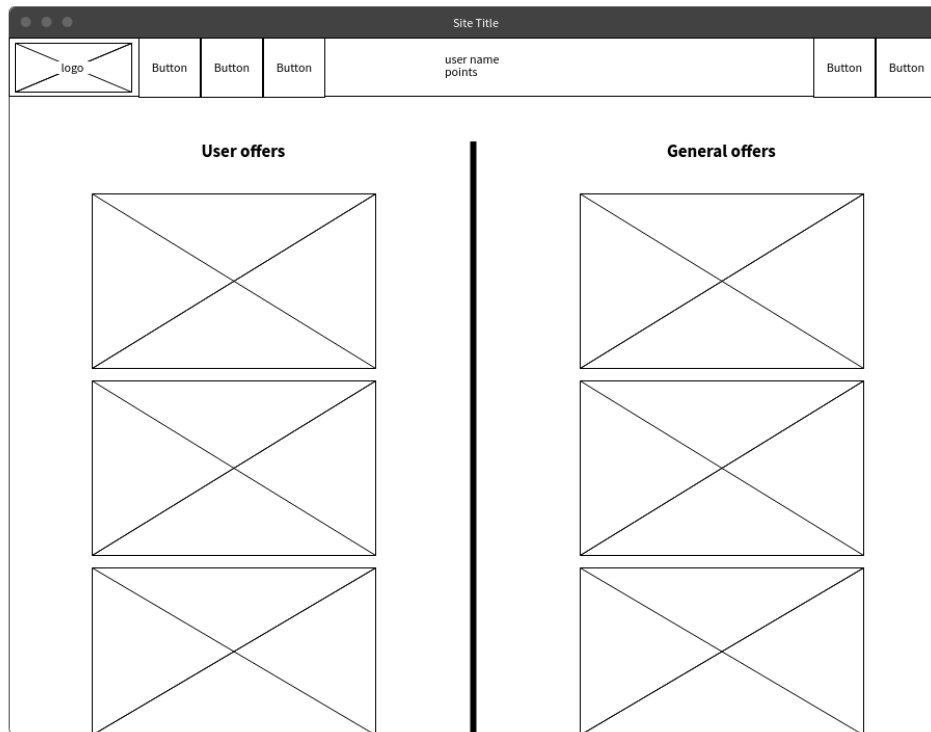 Site Title
logo
Button
Button
Button
user name
points
Button
Button
User offers
General offers